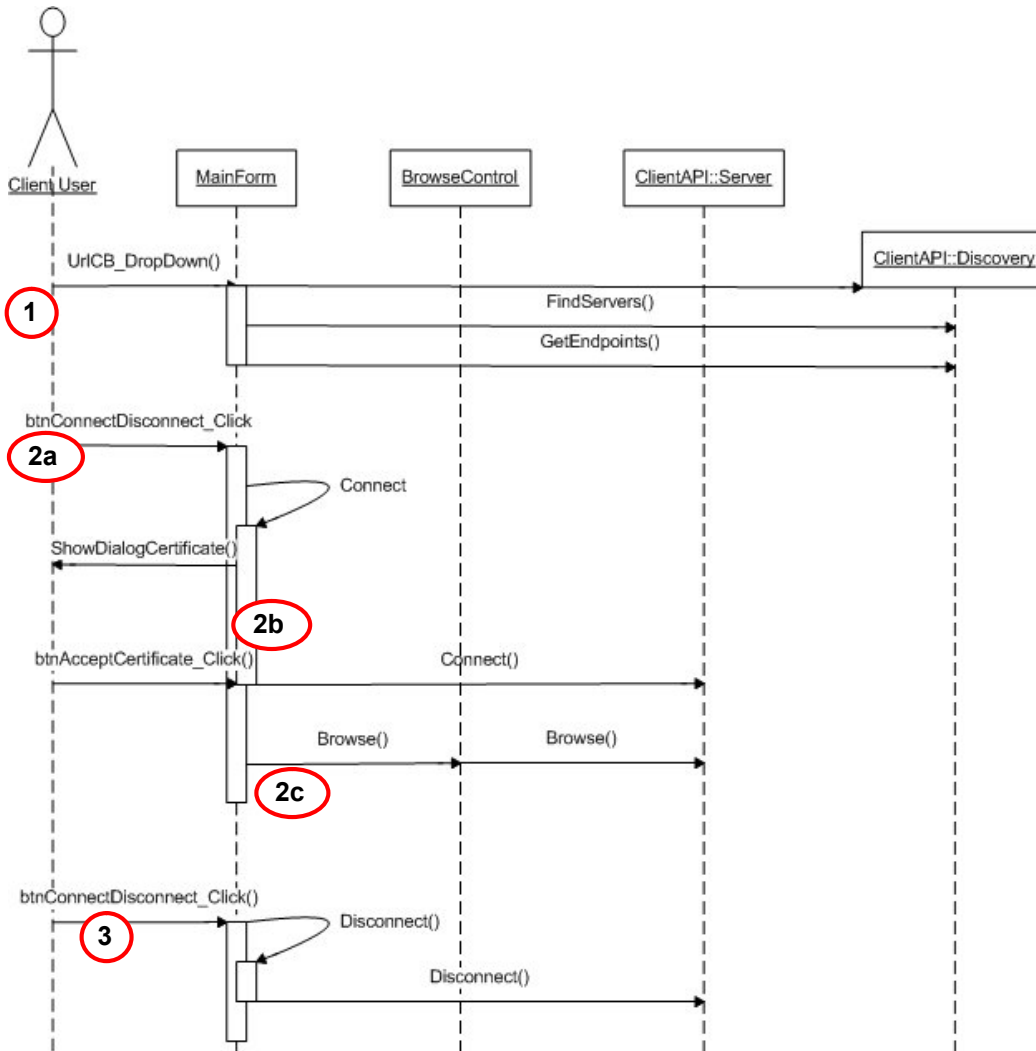 Client User
MainForm
BrowseControl
ClientAPI::Server
ClientAPI::Discovery
UrlCB_DropDown()
1
FindServers()
GetEndpoints()
btnConnectDisconnect_Click
2a
Connect
ShowDialogCertificate()
2b
btnAcceptCertificate_Click()
Connect()
Browse()
Browse()
2c
btnConnectDisconnect_Click()
3
Disconnect()
Disconnect()